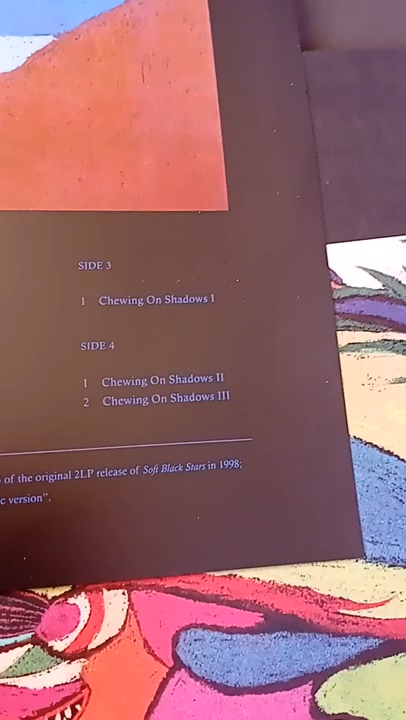 SIDE 3
1 Chewing On Shadows I
SIDE 4
1 Chewing On Shadows II
2 Chewing On Shadows III
of the original 2LP release of Soft Black Stars in 1998;
c version".